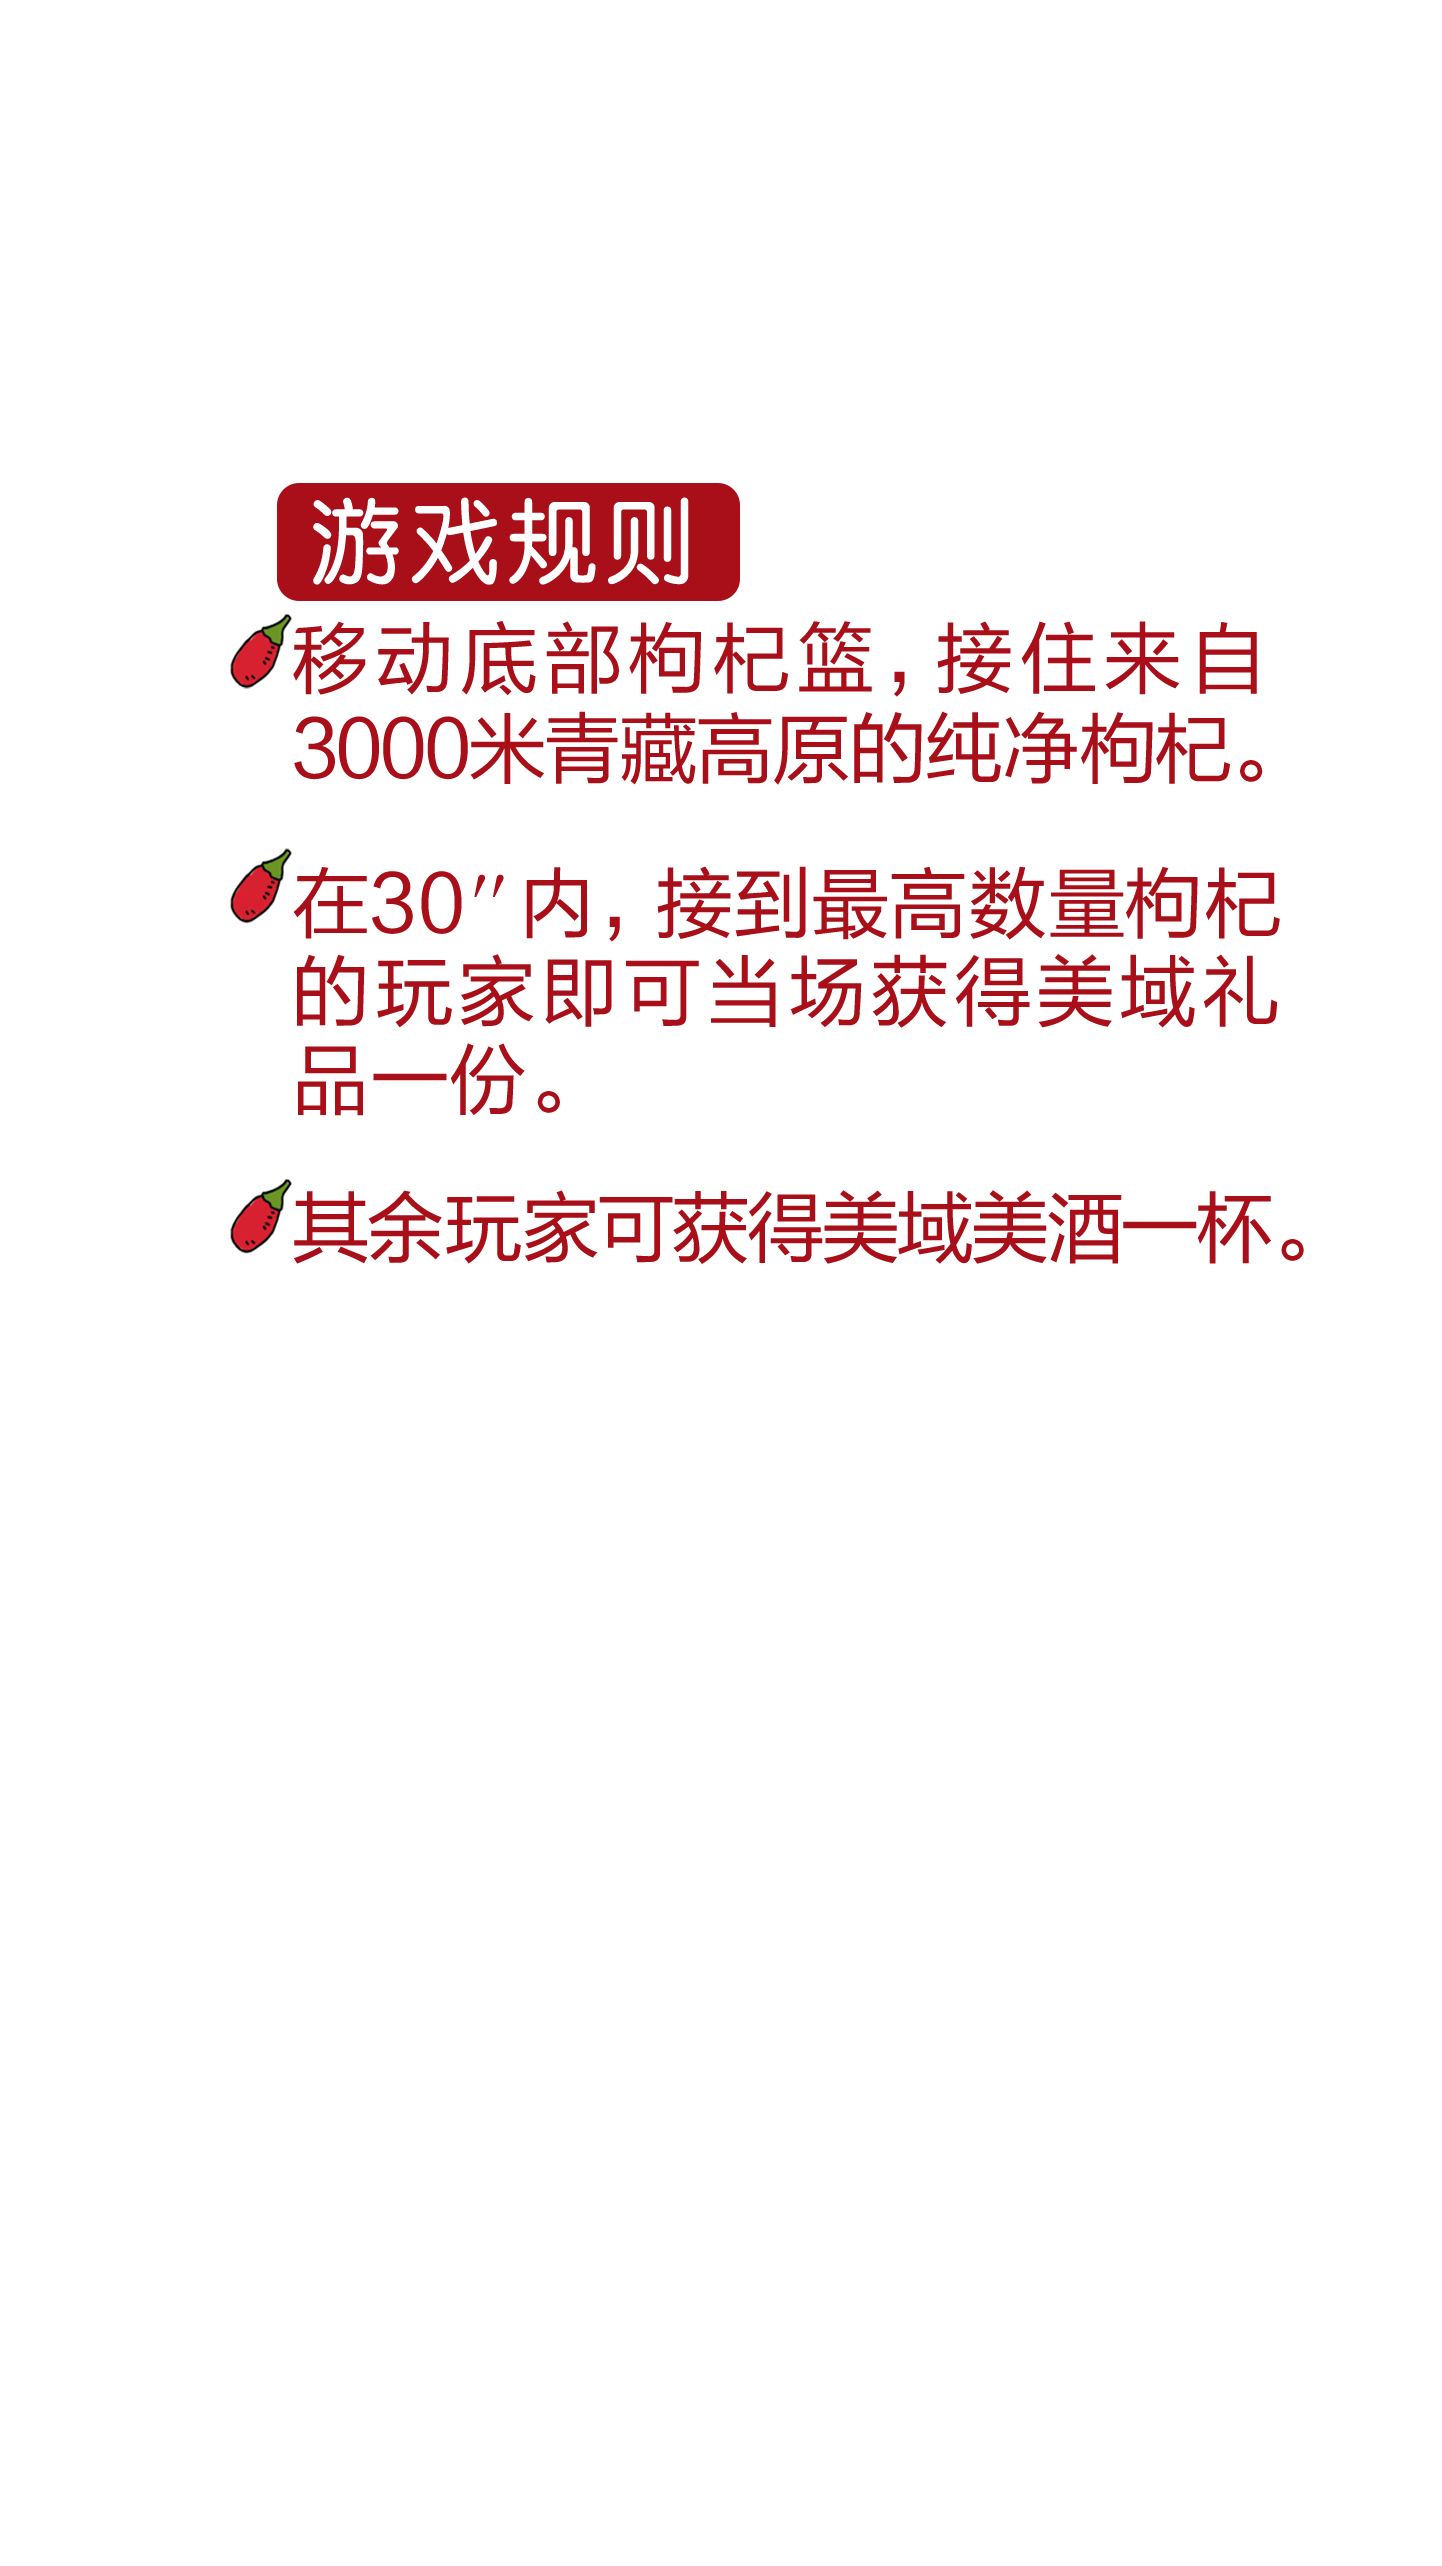 游戏规则
移动底部枸杞篮，接住来自
3000米青藏高原的纯净枸杞。
在30″内，接到最高数量枸杞
的玩家即可当场获得美域礼
品一份。
其余玩家可获得美域美酒一杯。